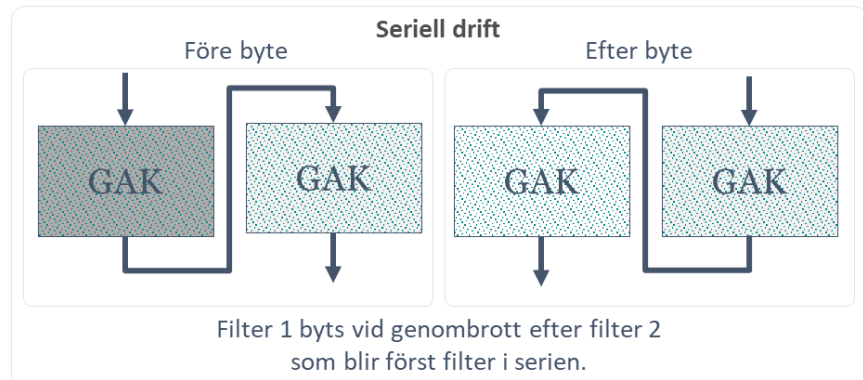 Seriell drift
Före byte
Efter byte
GAK
GAK
GAK
GAK
Filter 1 byts vid genombrott efter filter 2
som blir först filter i serien.